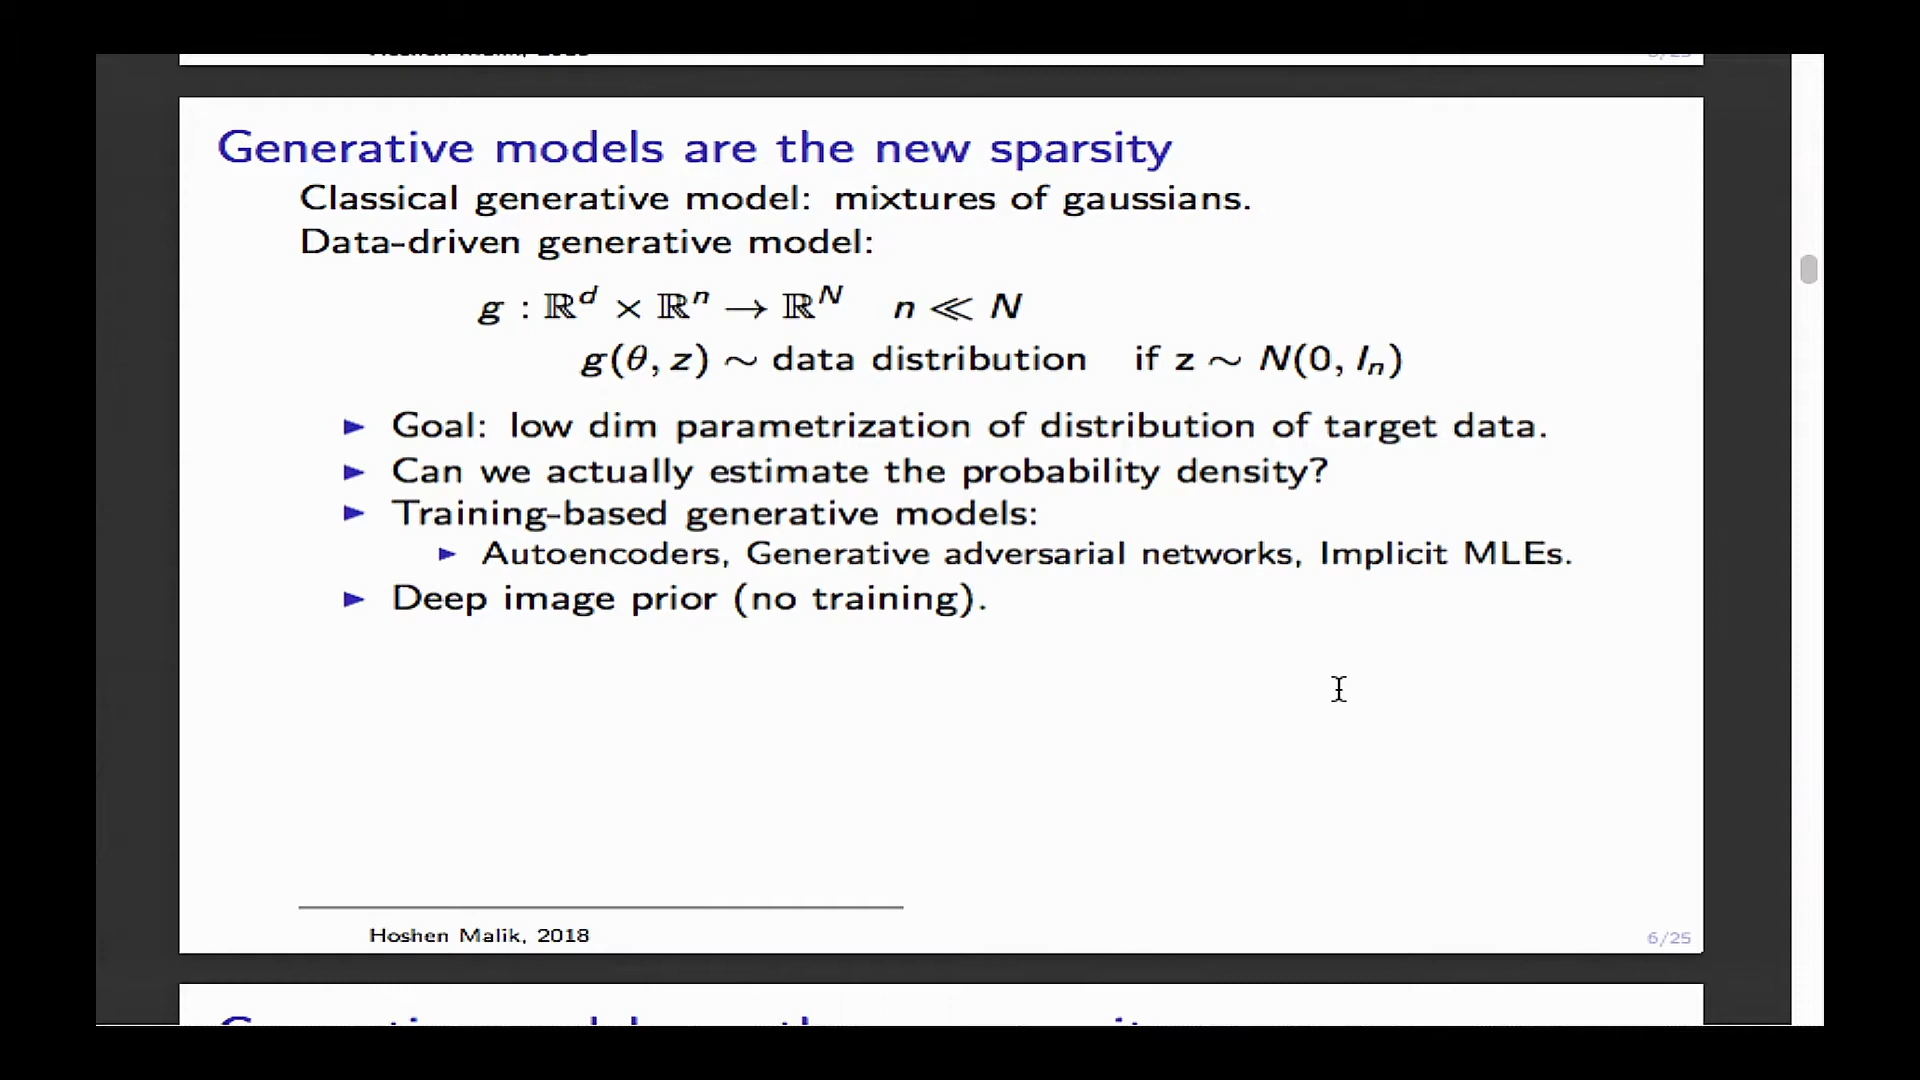 Generative models are the new sparsity
Classical generative model: mixtures of gaussians.
Data-driven generative model:
g : ℝ^d × ℝ^n → ℝ^N n ≪ N
g(θ, z) ∼ data distribution if z ∼ N(0, I_n)
► Goal: low dim parametrization of distribution of target data.
► Can we actually estimate the probability density?
► Training-based generative models:
► Autoencoders, Generative adversarial networks, Implicit MLEs.
► Deep image prior (no training).
Hoshen Malik, 2018
6/25